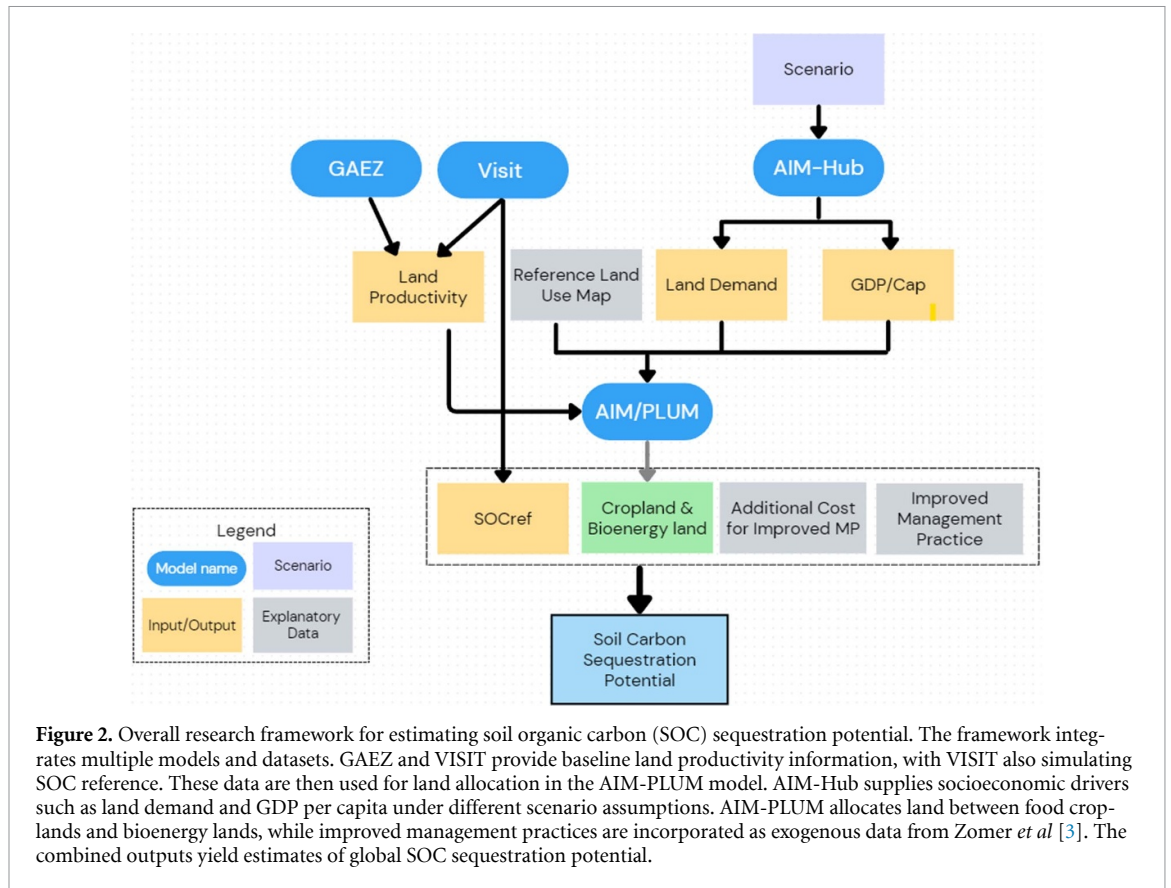 Scenario
GAEZ
Visit
AIM-Hub
Land
Productivity
Reference Land
Use Map
Land Demand
GDP/Cap
AIM/PLUM
SOCref
Cropland &
Bioenergy land
Additional Cost
for Improved MP
Improved
Management
Practice
Legend
Model name
Scenario
Input/Output
Explanatory
Data
Soil Carbon
Sequestration
Potential
Figure 2. Overall research framework for estimating soil organic carbon (SOC) sequestration potential. The framework integ-
rates multiple models and datasets. GAEZ and VISIT provide baseline land productivity information, with VISIT also simulating
SOC reference. These data are then used for land allocation in the AIM-PLUM model. AIM-Hub supplies socioeconomic drivers
such as land demand and GDP per capita under different scenario assumptions. AIM-PLUM allocates land between food crop-
lands and bioenergy lands, while improved management practices are incorporated as exogenous data from Zomer et al [3]. The
combined outputs yield estimates of global SOC sequestration potential.